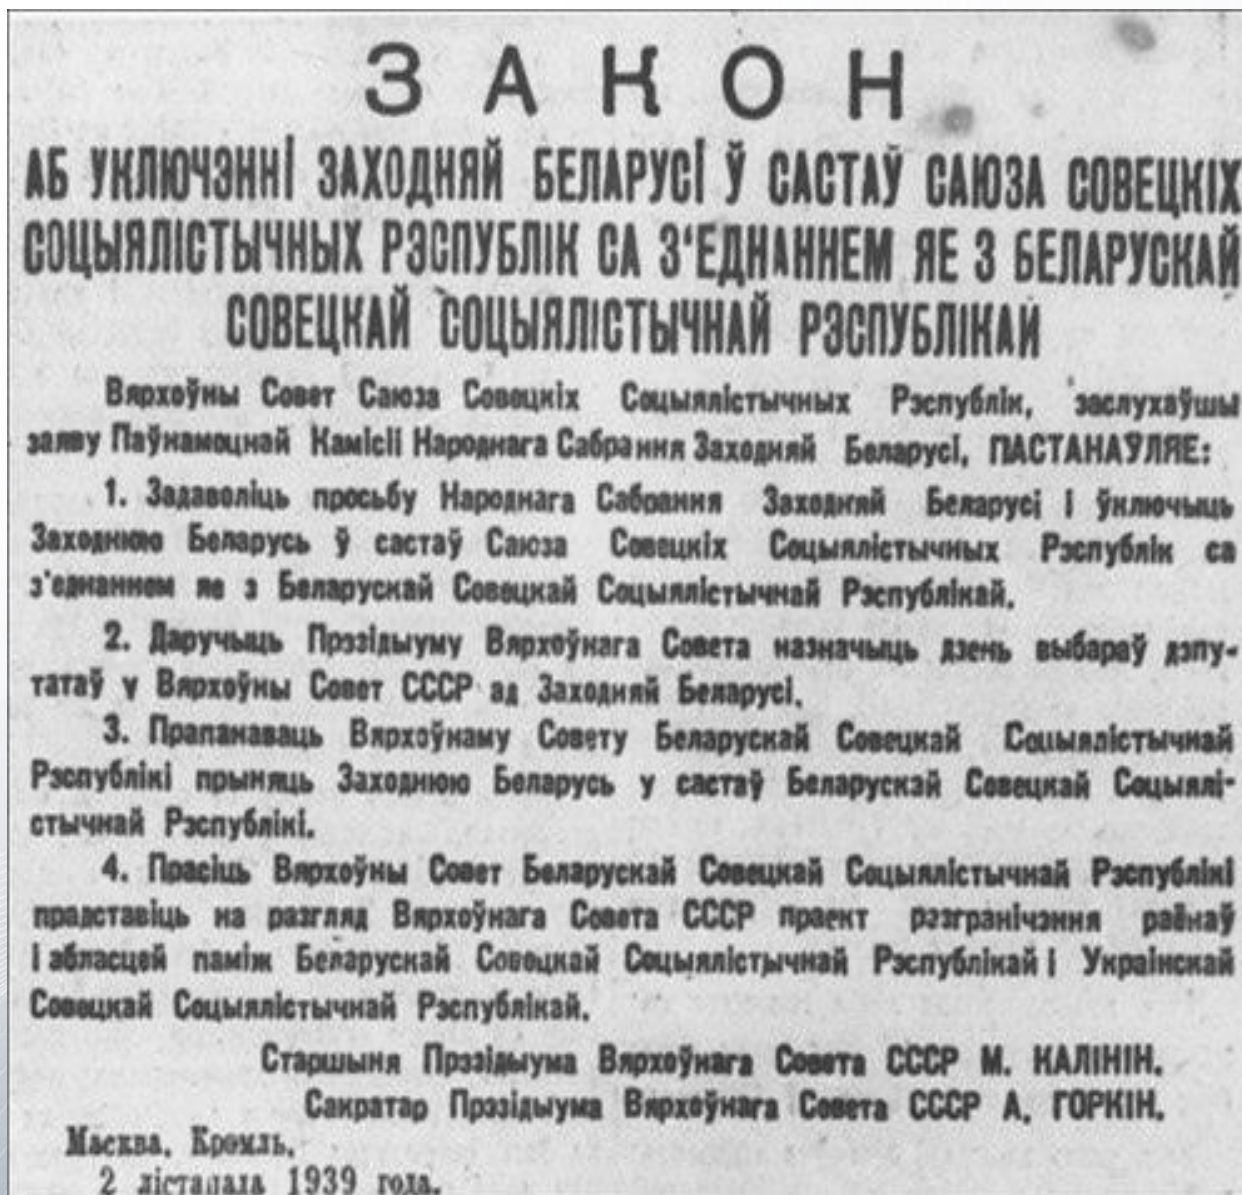 ЗАКОН
АБ УКЛЮЧЭННІ ЗАХОДНЯЙ БЕЛАРУСІ Ў САСТАЎ САЮЗА СОВЕЦКІХ
СОЦЫЯЛІСТЫЧНЫХ РЭСПУБЛІК СА З‘ЕДНАННЕМ ЯЕ З БЕЛАРУСКАЙ
СОВЕЦКАЙ СОЦЫЯЛІСТЫЧНАЙ РЭСПУБЛІКАЙ
Вярхоўны Совет Саюза Совецкіх Соцыялістычных Рэспублік, заслухаўшы
заяву Паўнамоцнай Камісіі Народнага Сабрання Заходняй Беларусі, ПАСТАНАЎЛЯЕ:
1. Задаволіць просьбу Народнага Сабрання Заходняй Беларусі і ўключыць
Заходнюю Беларусь ў састаў Саюза Совецкіх Соцыялістычных Рэспублік са
з'еднаннем яе з Беларускай Совецкай Соцыялістычнай Рэспублікай.
2. Даручыць Прэзідыуму Вярхоўнага Совета назначыць дзень выбараў дэпу-
татаў у Вярхоўны Совет СССР ад Заходняй Беларусі.
3. Прапанаваць Вярхоўнаму Совету Беларускай Совецкай Соцыялістычнай
Рэспублікі прыняць Заходнюю Беларусь у састаў Беларускай Совецкай Соцыялі-
стычнай Рэспублікі.
4. Прасіць Вярхоўны Совет Беларускай Совецкай Соцыялістычнай Рэспублікі
прадставіць на разгляд Вярхоўнага Совета СССР праект разгранічэння раёнаў
і абласцей паміж Беларускай Совецкай Соцыялістычнай Рэспублікай і Украінскай
Совецкай Соцыялістычнай Рэспублікай.
Старшыня Прэзідыума Вярхоўнага Совета СССР М. КАЛІНІН.
Сакратар Прэзідыума Вярхоўнага Совета СССР А. ГОРКІН.
Масква, Кремль,
2 лістапада 1939 года.